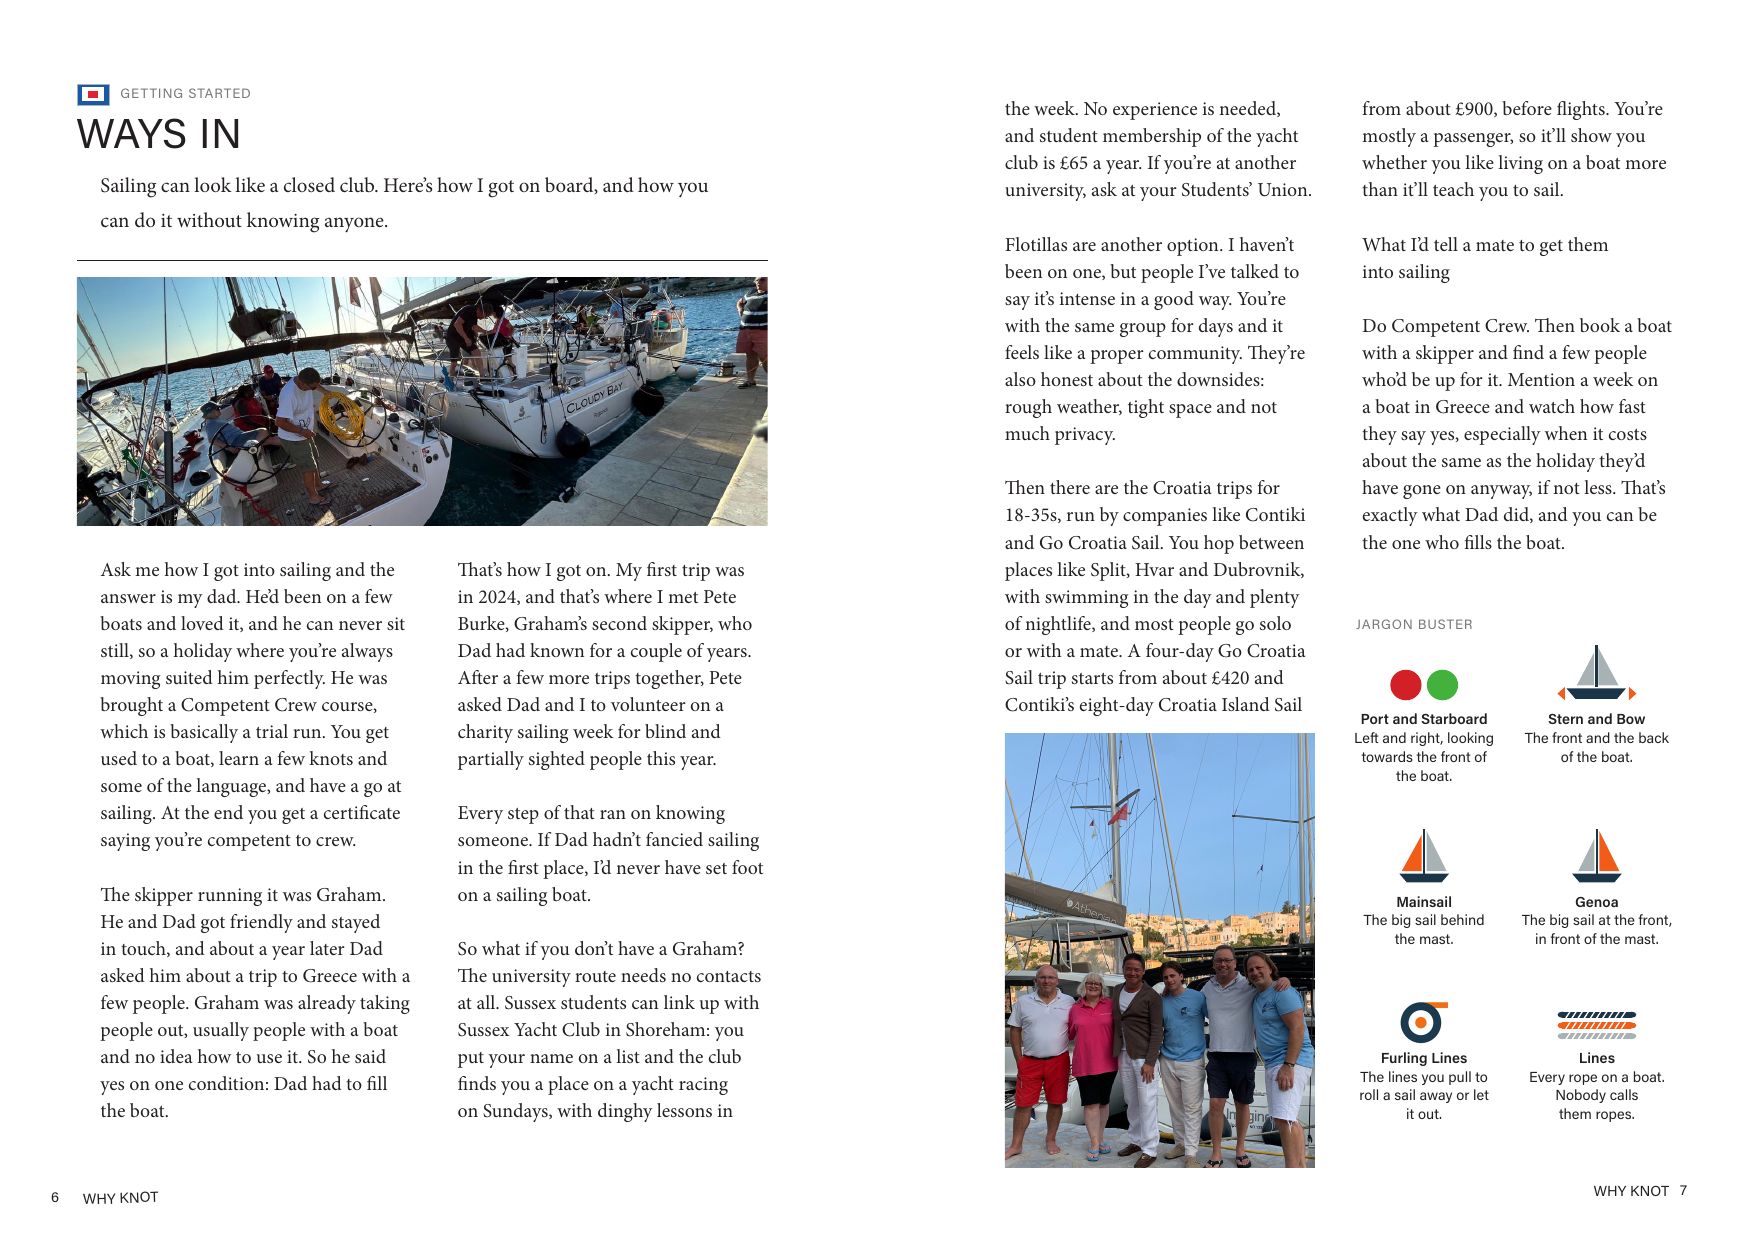 GETTING STARTED
WAYS IN
Sailing can look like a closed club. Here’s how I got on board, and how you
can do it without knowing anyone.
CLOUDY BAY
Ask me how I got into sailing and the
answer is my dad. He’d been on a few
boats and loved it, and he can never sit
still, so a holiday where you’re always
moving suited him perfectly. He was
brought a Competent Crew course,
which is basically a trial run. You get
used to a boat, learn a few knots and
some of the language, and have a go at
sailing. At the end you get a certificate
saying you’re competent to crew.
The skipper running it was Graham.
He and Dad got friendly and stayed
in touch, and about a year later Dad
asked him about a trip to Greece with a
few people. Graham was already taking
people out, usually people with a boat
and no idea how to use it. So he said
yes on one condition: Dad had to fill
the boat.
That’s how I got on. My first trip was
in 2024, and that’s where I met Pete
Burke, Graham’s second skipper, who
Dad had known for a couple of years.
After a few more trips together, Pete
asked Dad and I to volunteer on a
charity sailing week for blind and
partially sighted people this year.
Every step of that ran on knowing
someone. If Dad hadn’t fancied sailing
in the first place, I’d never have set foot
on a sailing boat.
So what if you don’t have a Graham?
The university route needs no contacts
at all. Sussex students can link up with
Sussex Yacht Club in Shoreham: you
put your name on a list and the club
finds you a place on a yacht racing
on Sundays, with dinghy lessons in
6 WHY KNOT
the week. No experience is needed,
and student membership of the yacht
club is £65 a year. If you’re at another
university, ask at your Students’ Union.
Flotillas are another option. I haven’t
been on one, but people I’ve talked to
say it’s intense in a good way. You’re
with the same group for days and it
feels like a proper community. They’re
also honest about the downsides:
rough weather, tight space and not
much privacy.
Then there are the Croatia trips for
18-35s, run by companies like Contiki
and Go Croatia Sail. You hop between
places like Split, Hvar and Dubrovnik,
with swimming in the day and plenty
of nightlife, and most people go solo
or with a mate. A four-day Go Croatia
Sail trip starts from about £420 and
Contiki’s eight-day Croatia Island Sail
Athenian
from about £900, before flights. You’re
mostly a passenger, so it’ll show you
whether you like living on a boat more
than it’ll teach you to sail.
What I’d tell a mate to get them
into sailing
Do Competent Crew. Then book a boat
with a skipper and find a few people
who’d be up for it. Mention a week on
a boat in Greece and watch how fast
they say yes, especially when it costs
about the same as the holiday they’d
have gone on anyway, if not less. That’s
exactly what Dad did, and you can be
the one who fills the boat.
JARGON BUSTER
Port and Starboard
Left and right, looking
towards the front of
the boat.
Stern and Bow
The front and the back
of the boat.
Mainsail
The big sail behind
the mast.
Genoa
The big sail at the front,
in front of the mast.
Furling Lines
The lines you pull to
roll a sail away or let
it out.
Lines
Every rope on a boat.
Nobody calls
them ropes.
WHY KNOT 7